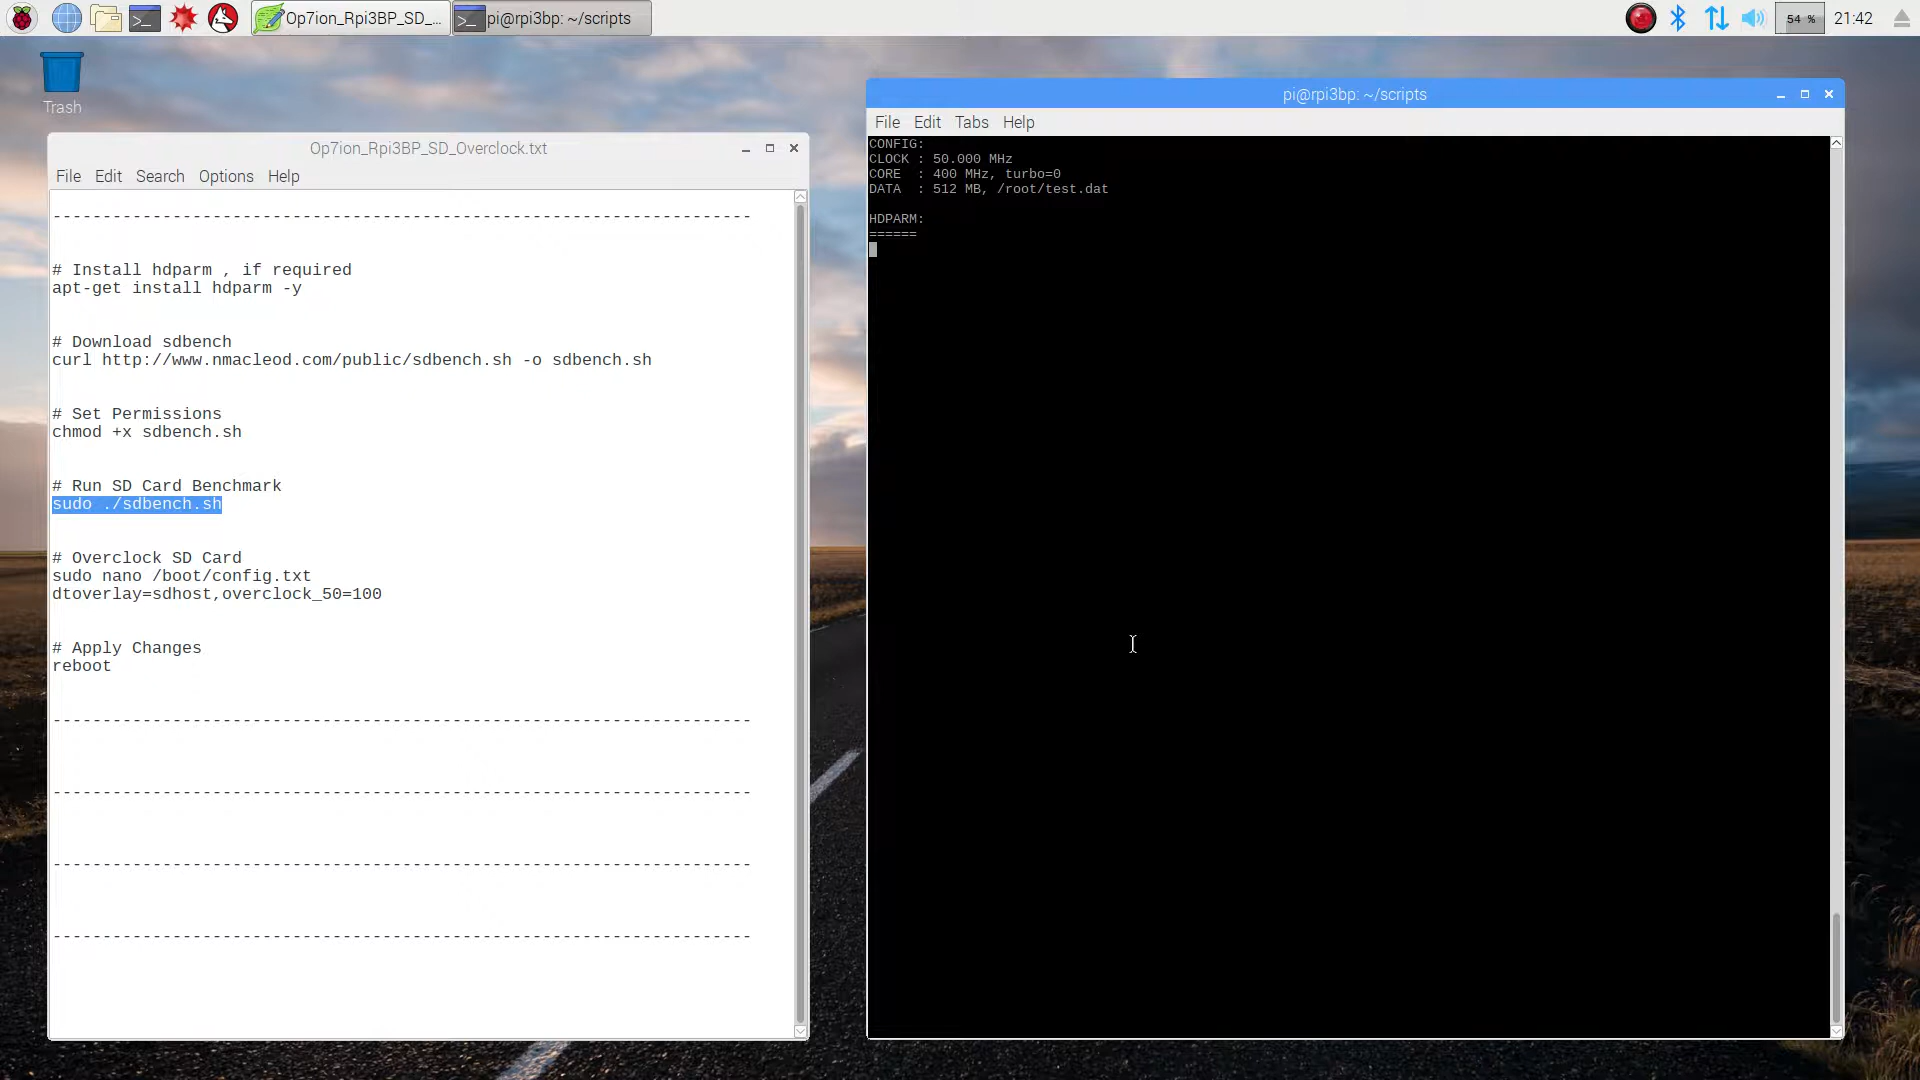 Op7ion_Rpi3BP_SD_...
pi@rpi3bp: ~/scripts
54 %
21:42
Trash
Op7ion_Rpi3BP_SD_Overclock.txt
File Edit Search Options Help
----------------------------------------------------------------------
# Install hdparm , if required
apt-get install hdparm -y
# Download sdbench
curl http://www.nmacleod.com/public/sdbench.sh -o sdbench.sh
# Set Permissions
chmod +x sdbench.sh
# Run SD Card Benchmark
sudo ./sdbench.sh
# Overclock SD Card
sudo nano /boot/config.txt
dtoverlay=sdhost,overclock_50=100
# Apply Changes
reboot
----------------------------------------------------------------------
----------------------------------------------------------------------
----------------------------------------------------------------------
----------------------------------------------------------------------
pi@rpi3bp: ~/scripts
File Edit Tabs Help
CONFIG:
CLOCK : 50.000 MHz
CORE  : 400 MHz, turbo=0
DATA  : 512 MB, /root/test.dat
HDPARM:
======